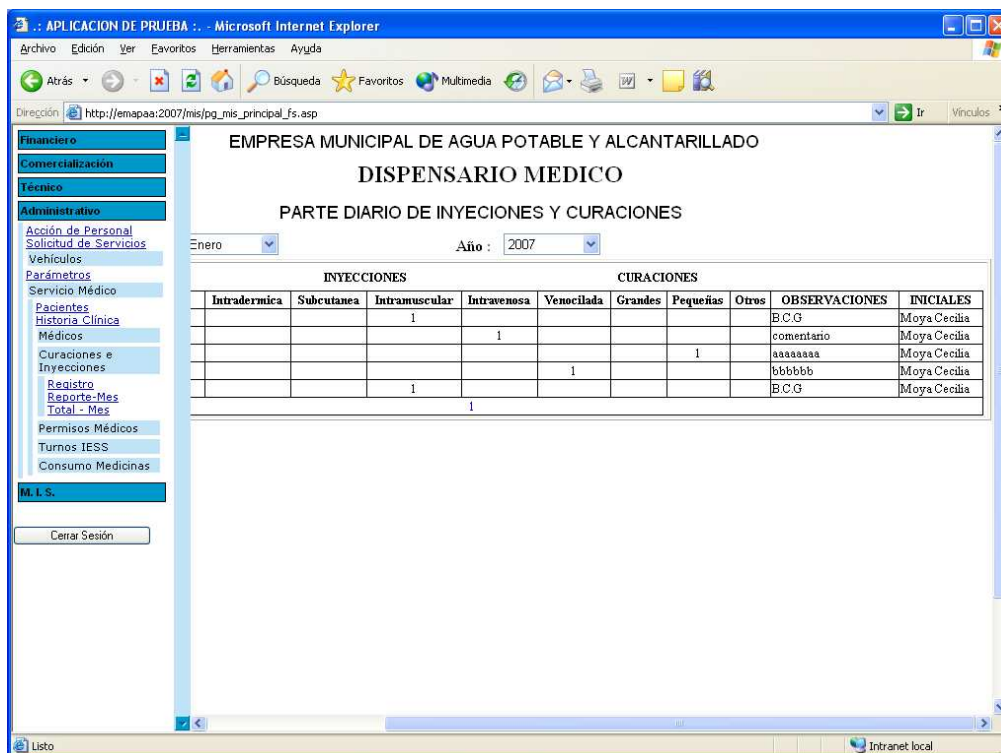 .: APLICACION DE PRUEBA :. - Microsoft Internet Explorer
Archivo Edición Ver Favoritos Herramientas Ayuda
Atrás Búsqueda Favoritos Multimedia
Dirección http://emapaa:2007/mis/pg_mis_principal_fs.asp Ir Vínculos
Financiero
Comercialización
Técnico
Administrativo
Acción de Personal
Solicitud de Servicios
Vehículos
Parámetros
Servicio Médico
Pacientes
Historia Clínica
Médicos
Curaciones e
Inyecciones
Registro
Reporte-Mes
Total - Mes
Permisos Médicos
Turnos IESS
Consumo Medicinas
M. I. S.
Cerrar Sesión
EMPRESA MUNICIPAL DE AGUA POTABLE Y ALCANTARILLADO
DISPENSARIO MEDICO
PARTE DIARIO DE INYECIONES Y CURACIONES
Enero Año : 2007
INYECCIONES CURACIONES
Intradermica Subcutanea Intramuscular Intravenosa Venocilada Grandes Pequeñas Otros OBSERVACIONES INICIALES
1 B.C.G Moya Cecilia
1 comentario Moya Cecilia
1 aaaaaaaa Moya Cecilia
1 bbbbbb Moya Cecilia
1 B.C.G Moya Cecilia
1
Listo Intranet local